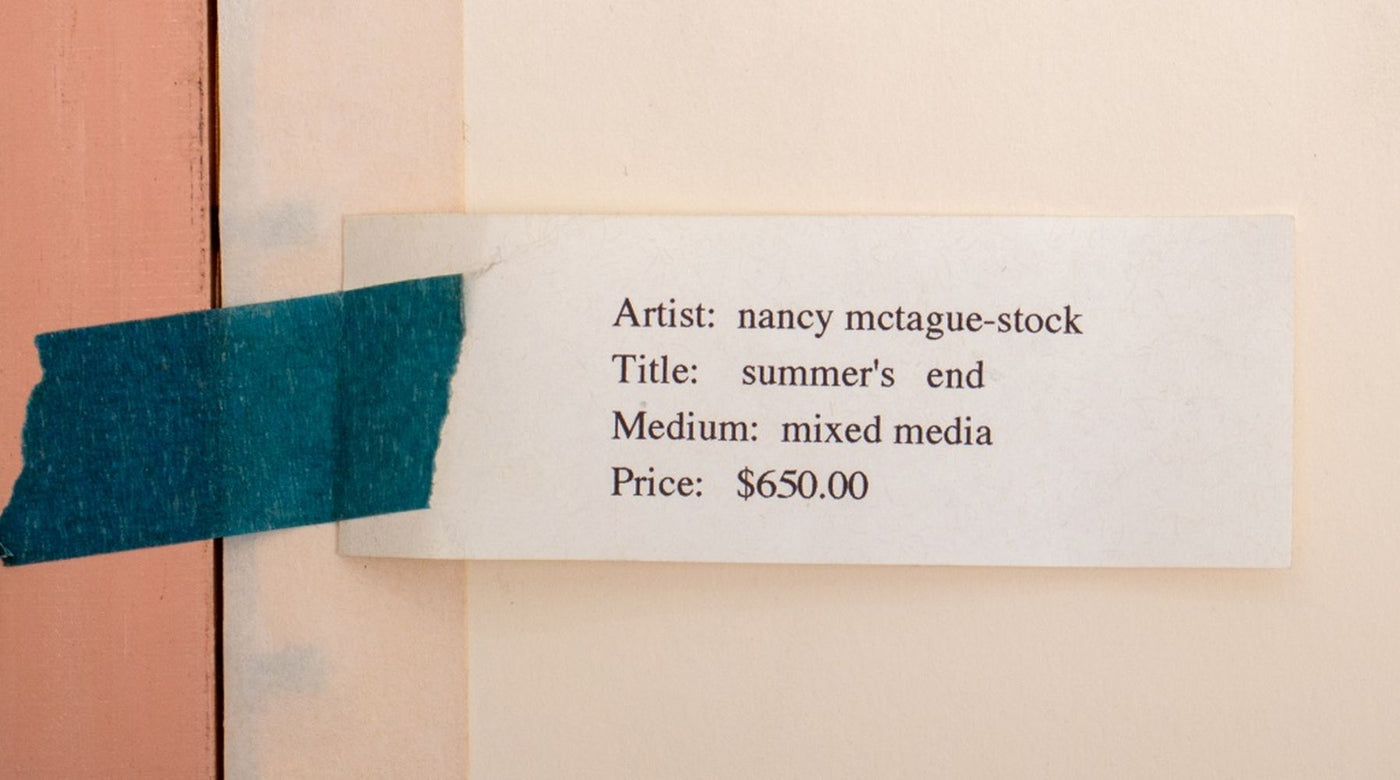 Artist: nancy mctague-stock
Title: summer's end
Medium: mixed media
Price: $650.00